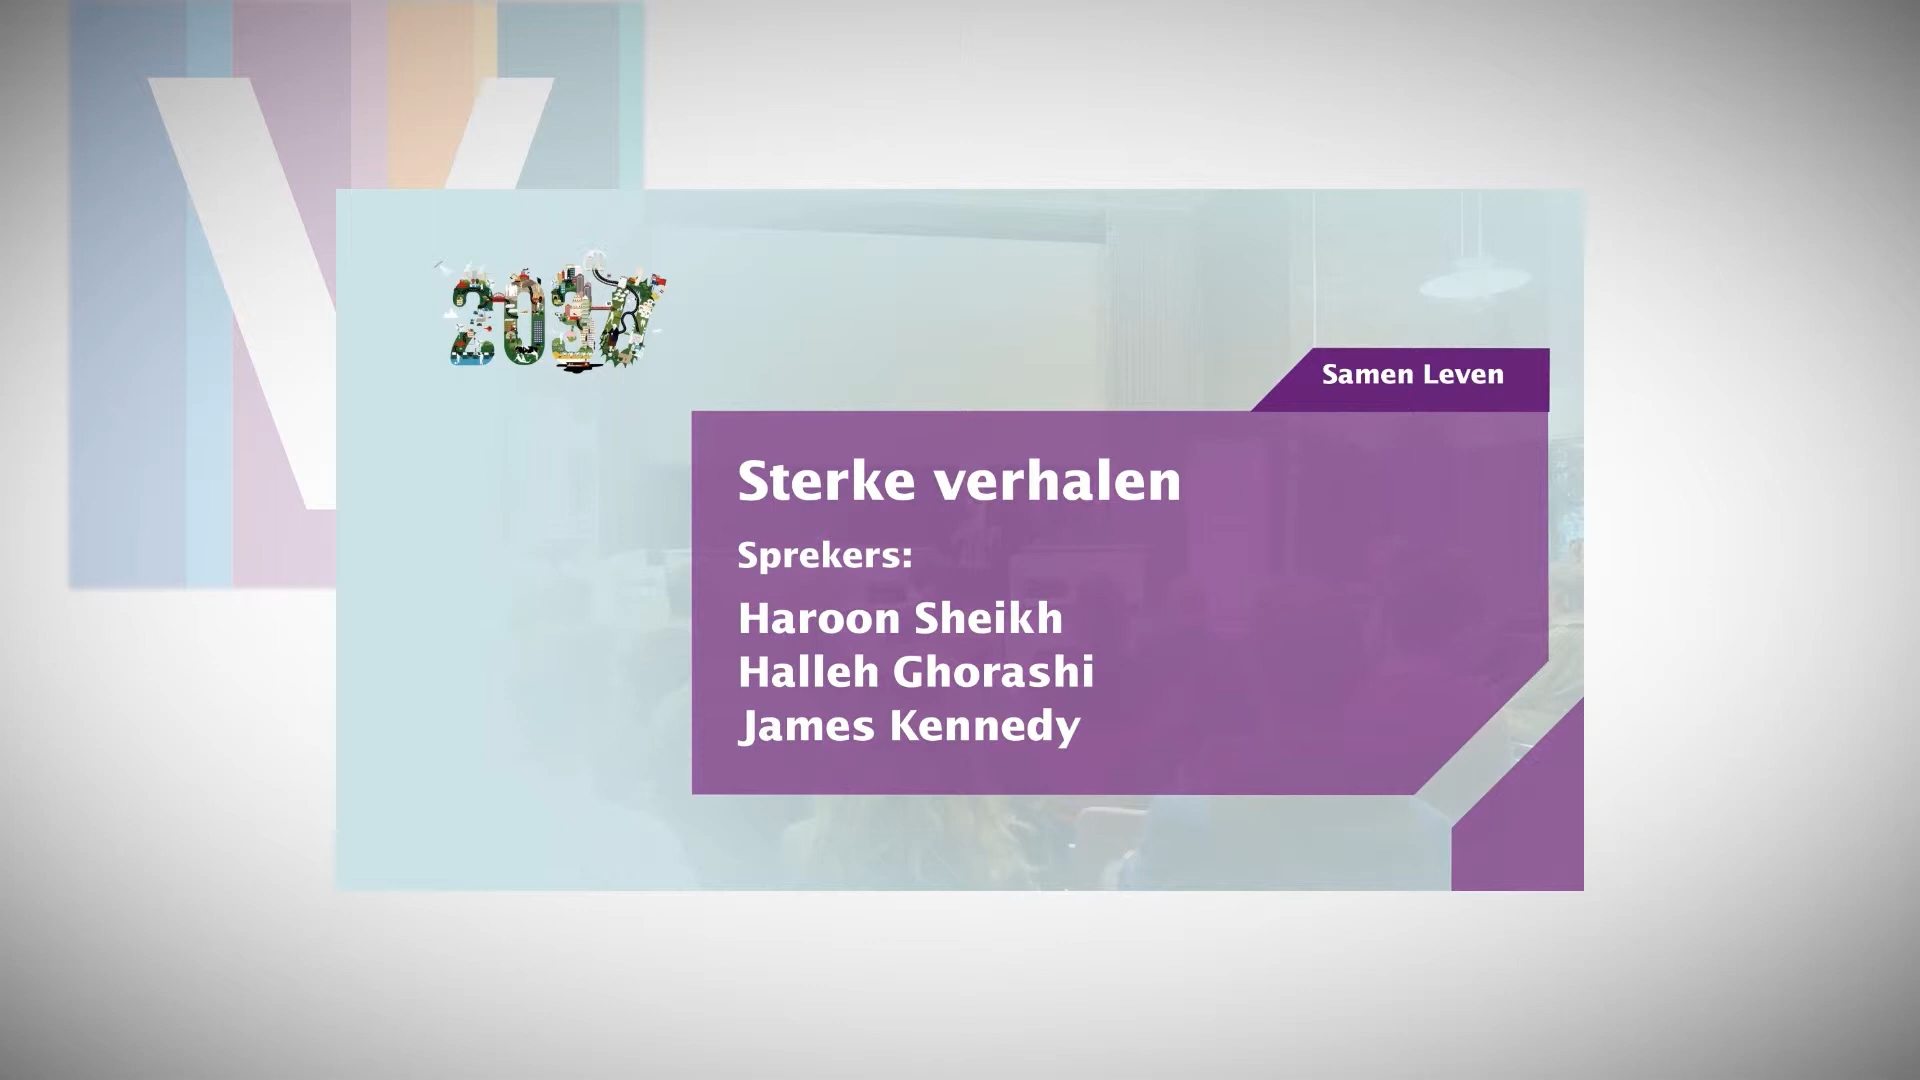 V
2037
Samen Leven
Sterke verhalen
Sprekers:
Haroon Sheikh
Halleh Ghorashi
James Kennedy